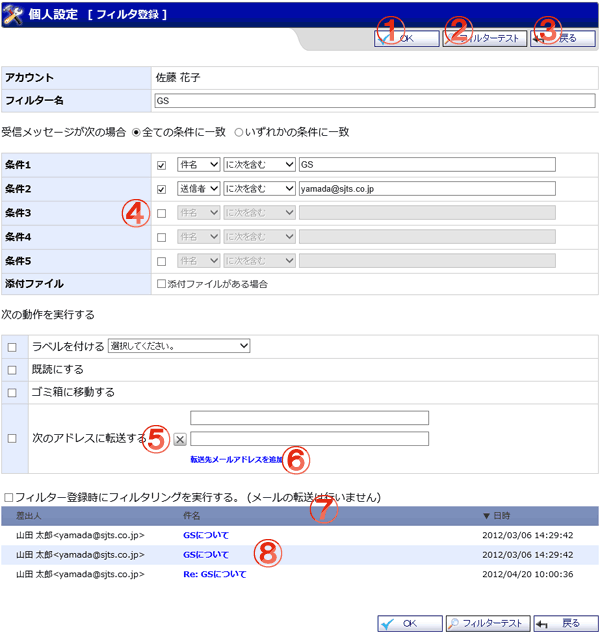 個人設定 [ フィルタ登録 ]
① OK ② フィルターテスト ③ 戻る
アカウント 佐藤 花子
フィルター名 GS
受信メッセージが次の場合 全ての条件に一致 いずれかの条件に一致
条件1 件名 に次を含む GS
条件2 送信者 に次を含む yamada@sjts.co.jp
条件3 ④ 件名 に次を含む
条件4 件名 に次を含む
条件5 件名 に次を含む
添付ファイル 添付ファイルがある場合
次の動作を実行する
ラベルを付ける 選択してください。
既読にする
ゴミ箱に移動する
次のアドレスに転送する ⑤
転送先メールアドレスを追加 ⑥
フィルター登録時にフィルタリングを実行する。(メールの転送は行いません)
⑦
差出人 件名 ▼日時
山田 太郎<yamada@sjts.co.jp> GSについて 2012/03/06 14:29:42
山田 太郎<yamada@sjts.co.jp> GSについて ⑧ 2012/03/06 14:29:42
山田 太郎<yamada@sjts.co.jp> Re: GSについて 2012/04/20 10:00:36
OK フィルターテスト 戻る